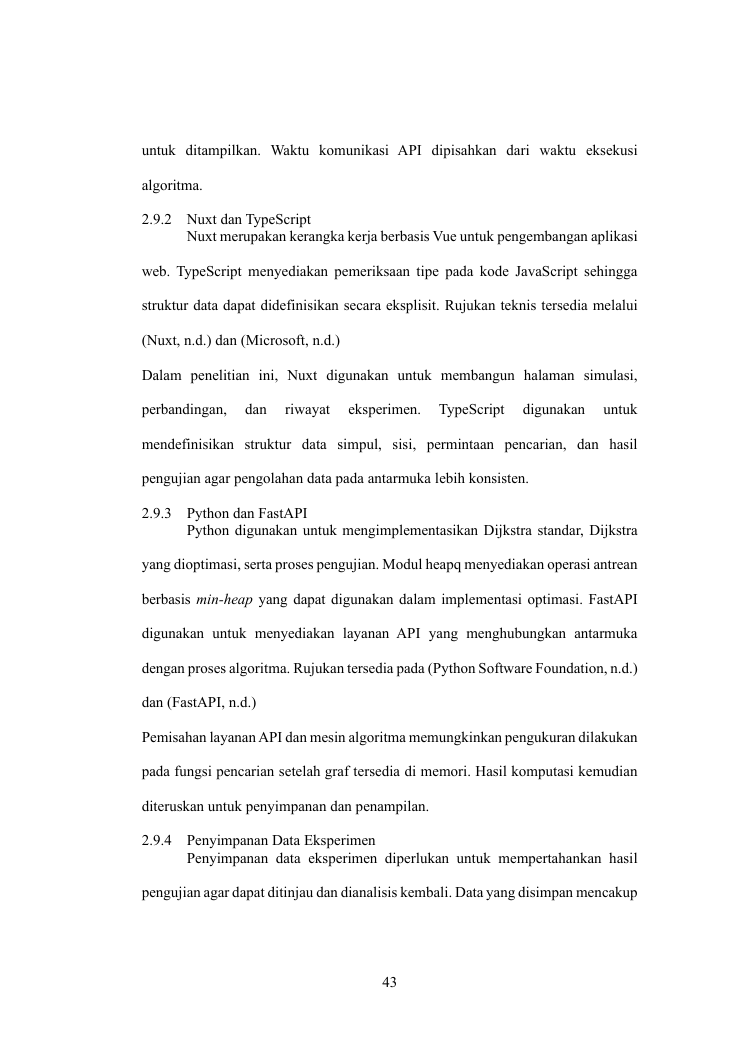 untuk ditampilkan. Waktu komunikasi API dipisahkan dari waktu eksekusi
algoritma.
2.9.2 Nuxt dan TypeScript
Nuxt merupakan kerangka kerja berbasis Vue untuk pengembangan aplikasi
web. TypeScript menyediakan pemeriksaan tipe pada kode JavaScript sehingga
struktur data dapat didefinisikan secara eksplisit. Rujukan teknis tersedia melalui
(Nuxt, n.d.) dan (Microsoft, n.d.)
Dalam penelitian ini, Nuxt digunakan untuk membangun halaman simulasi,
perbandingan, dan riwayat eksperimen. TypeScript digunakan untuk
mendefinisikan struktur data simpul, sisi, permintaan pencarian, dan hasil
pengujian agar pengolahan data pada antarmuka lebih konsisten.
2.9.3 Python dan FastAPI
Python digunakan untuk mengimplementasikan Dijkstra standar, Dijkstra
yang dioptimasi, serta proses pengujian. Modul heapq menyediakan operasi antrean
berbasis min-heap yang dapat digunakan dalam implementasi optimasi. FastAPI
digunakan untuk menyediakan layanan API yang menghubungkan antarmuka
dengan proses algoritma. Rujukan tersedia pada (Python Software Foundation, n.d.)
dan (FastAPI, n.d.)
Pemisahan layanan API dan mesin algoritma memungkinkan pengukuran dilakukan
pada fungsi pencarian setelah graf tersedia di memori. Hasil komputasi kemudian
diteruskan untuk penyimpanan dan penampilan.
2.9.4 Penyimpanan Data Eksperimen
Penyimpanan data eksperimen diperlukan untuk mempertahankan hasil
pengujian agar dapat ditinjau dan dianalisis kembali. Data yang disimpan mencakup
43